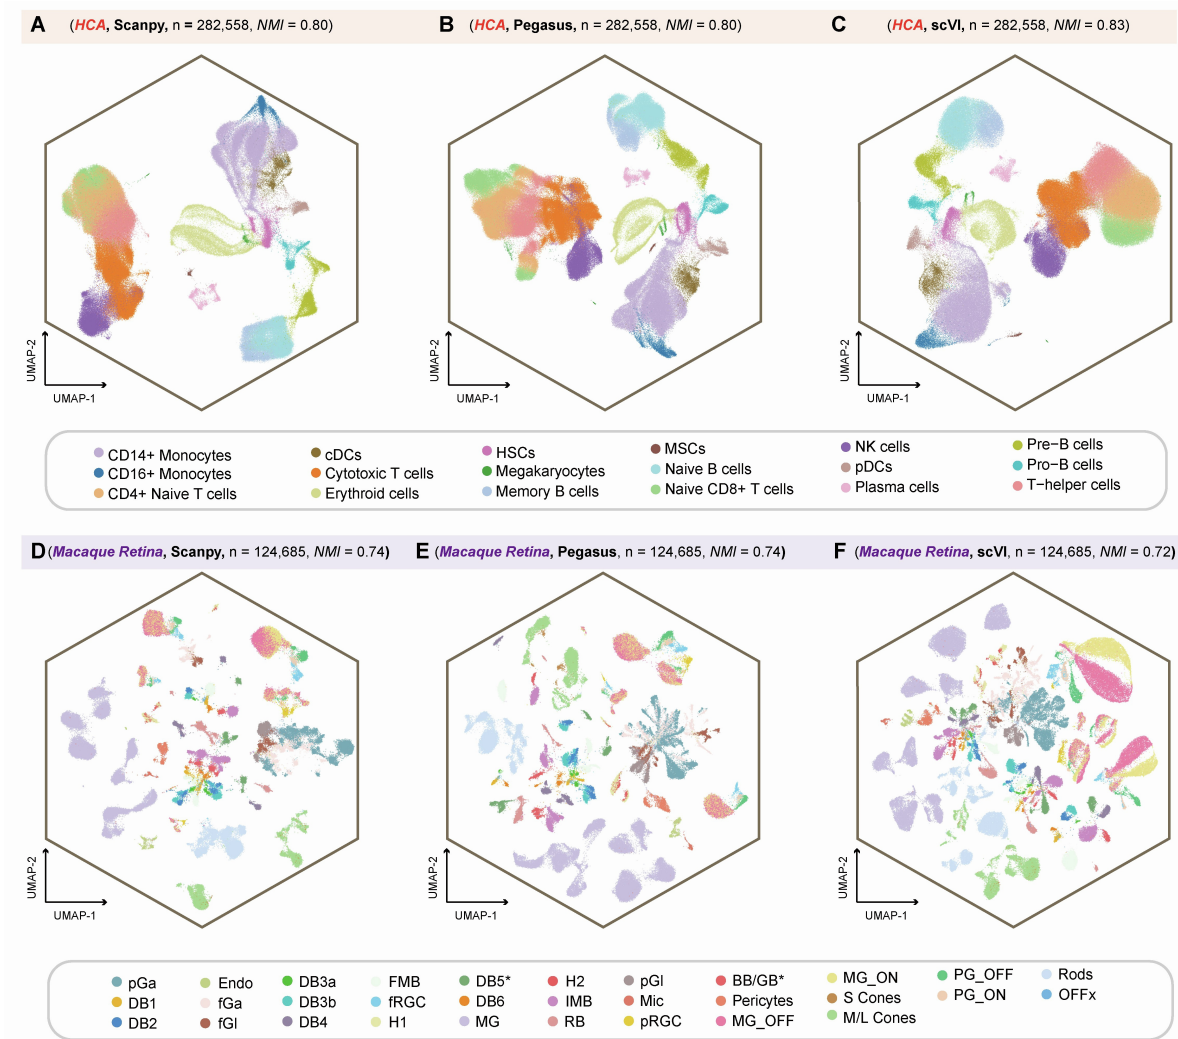 A (HCA, Scanpy, n = 282,558, NMI = 0.80)
B (HCA, Pegasus, n = 282,558, NMI = 0.80)
C (HCA, scVI, n = 282,558, NMI = 0.83)
UMAP-2
UMAP-1
UMAP-2
UMAP-1
UMAP-2
UMAP-1
CD14+ Monocytes
CD16+ Monocytes
CD4+ Naive T cells
cDCs
Cytotoxic T cells
Erythroid cells
HSCs
Megakaryocytes
Memory B cells
MSCs
Naive B cells
Naive CD8+ T cells
NK cells
pDCs
Plasma cells
Pre−B cells
Pro−B cells
T−helper cells
D (Macaque Retina, Scanpy, n = 124,685, NMI = 0.74)
E (Macaque Retina, Pegasus, n = 124,685, NMI = 0.74)
F (Macaque Retina, scVI, n = 124,685, NMI = 0.72)
UMAP-2
UMAP-1
UMAP-2
UMAP-1
UMAP-2
UMAP-1
pGa
DB1
DB2
Endo
fGa
fGl
DB3a
DB3b
DB4
FMB
fRGC
H1
DB5*
DB6
MG
H2
IMB
RB
pGl
Mic
pRGC
BB/GB*
Pericytes
MG_OFF
MG_ON
S Cones
M/L Cones
PG_OFF
PG_ON
Rods
OFFx